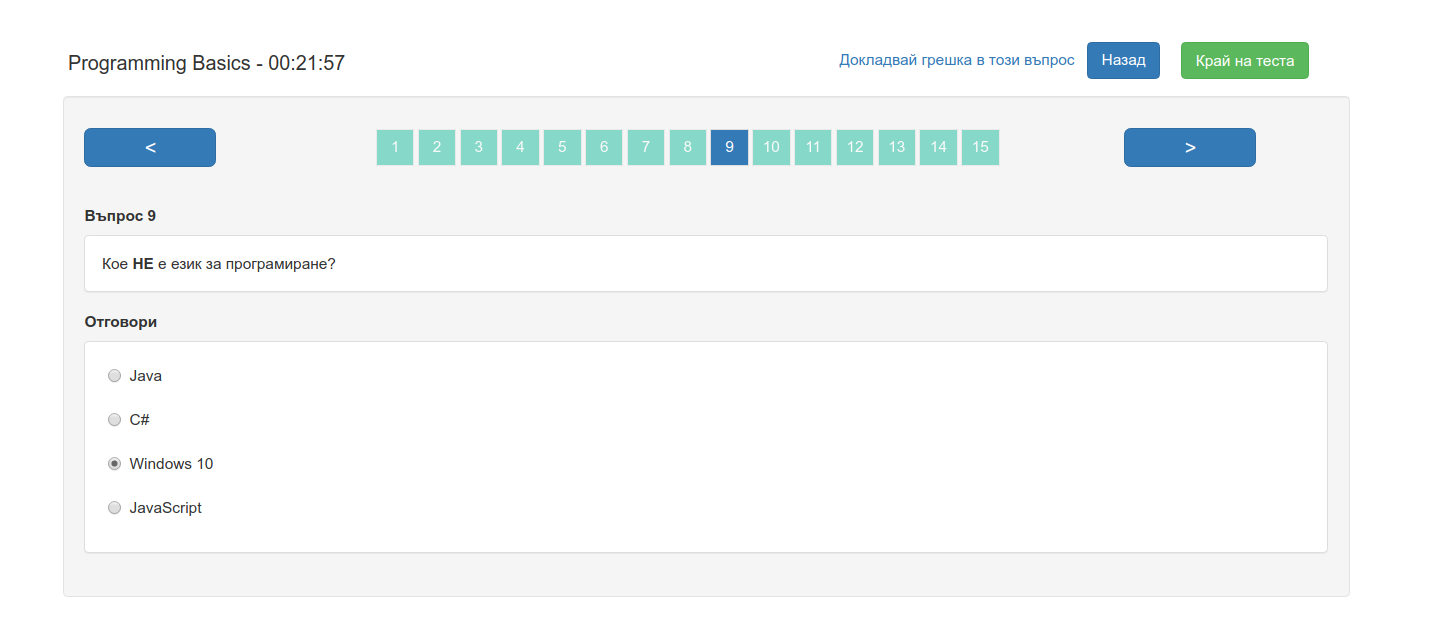 Programming Basics - 00:21:57
Докладвай грешка в този въпрос
Назад
Край на теста
<
1 2 3 4 5 6 7 8 9 10 11 12 13 14 15
>
Въпрос 9
Кое НЕ е език за програмиране?
Отговори
Java
C#
Windows 10
JavaScript